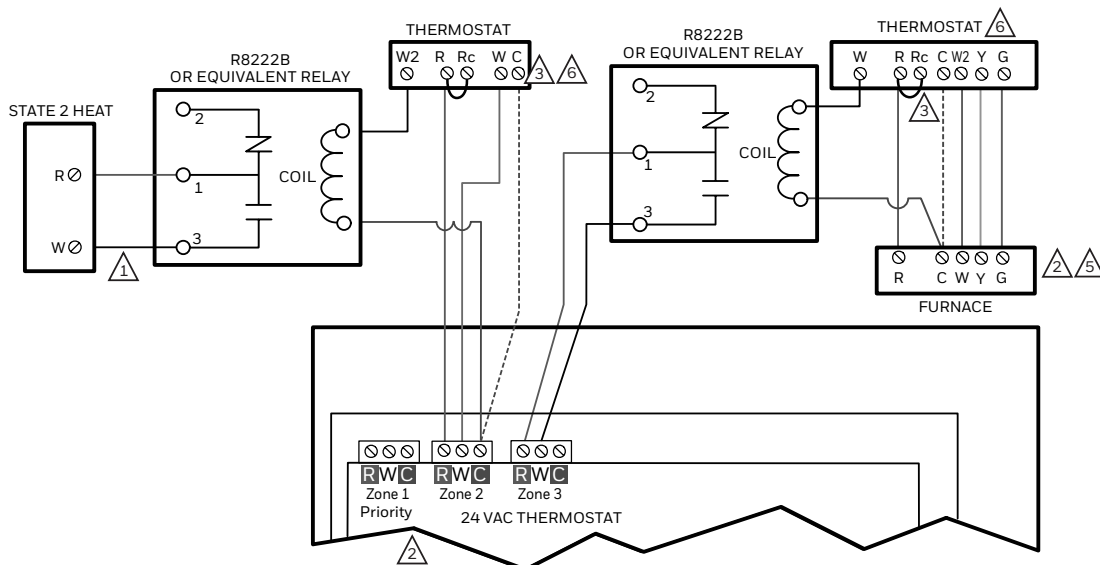 THERMOSTAT
R8222B
OR EQUIVALENT RELAY
W2 R Rc W C
3 6
STATE 2 HEAT
R
W
1
2
1
3
COIL
R8222B
OR EQUIVALENT RELAY
2
1
3
COIL
THERMOSTAT 6
W R Rc C W2 Y G
3
R C W Y G
FURNACE
2 5
R W C
Zone 1
Priority
R W C
Zone 2
R W C
Zone 3
24 VAC THERMOSTAT
2